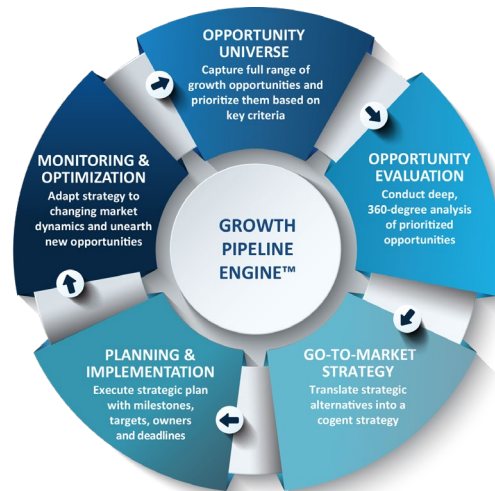 OPPORTUNITY
UNIVERSE
Capture full range of
growth opportunities and
prioritize them based on
key criteria
OPPORTUNITY
EVALUATION
Conduct deep,
360-degree analysis
of prioritized
opportunities
GO-TO-MARKET
STRATEGY
Translate strategic
alternatives into a
cogent strategy
PLANNING &
IMPLEMENTATION
Execute strategic plan
with milestones,
targets, owners
and deadlines
MONITORING &
OPTIMIZATION
Adapt strategy to
changing market
dynamics and unearth
new opportunities
GROWTH
PIPELINE
ENGINE™